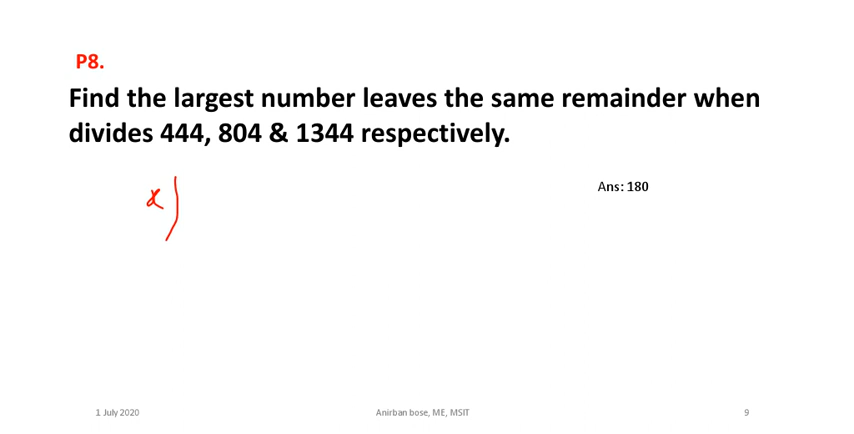 P8.
Find the largest number leaves the same remainder when
divides 444, 804 & 1344 respectively.
Ans: 180
x)
1 July 2020
Anirban bose, ME, MSIT
9